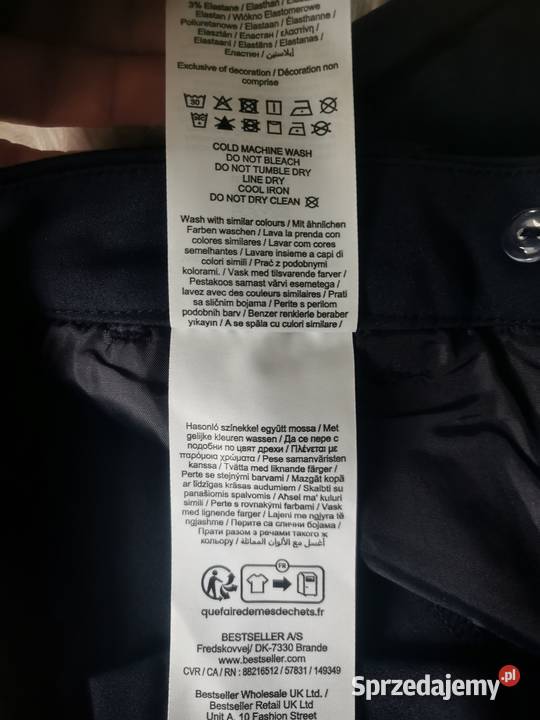 3% Elastane / Elasthan / E
Elastan / Włókno Elastomerowe
Poliuretanowe / Elastaan / Élasthanne /
Elasztán / Еластан / ελαστίνη /
Elastaani / Elastāns / Elastanas /
Еластин / إيلاستين
Exclusive of decoration / Décoration non
comprise
30
COLD MACHINE WASH
DO NOT BLEACH
DO NOT TUMBLE DRY
LINE DRY
COOL IRON
DO NOT DRY CLEAN
Wash with similar colours / Mit ähnlichen
Farben waschen / Lava la prenda con
colores similares / Lavar com cores
semelhantes / Lavare insieme a capi di
colori simili / Prać z podobnymi
kolorami. / Vask med tilsvarende farver /
Pestakoos samast värvi esemetega /
lavez avec des couleurs similaires / Prati
sa sličnim bojama / Perite s perilom
podobnih barv / Benzer renklerle beraber
yıkayın / A se spăla cu culori similare /
Hasonló színekkel együtt mossa / Met
gelijke kleuren wassen / Да се пере с
подобни по цвят дрехи / Πλένεται με
παρόμοια χρώματα / Pese samanväristen
kanssa / Tvätta med liknande färger /
Perte se stejnými barvami / Mazgāt kopā
ar līdzīgas krāsas audumiem / Skalbti su
panašiomis spalvomis / Aħsel ma' kuluri
simili / Perte s rovnakými farbami / Vask
med lignende farger / Lajeni me ngjyra të
ngjashme / Перите са слични бојама /
Прати разом з речами такого ж
кольору / أغسل مع الألوان المماثلة /
FR
quefairedemesdechets.fr
BESTSELLER A/S
Fredskovvej/ DK-7330 Brande
www.bestseller.com
CVR / CA / RN : 88216512 / 57831 / 149349
Bestseller Wholesale UK Ltd. /
Bestseller Retail UK Ltd
Unit A, 10 Fashion Street
Sprzedajemy.pl